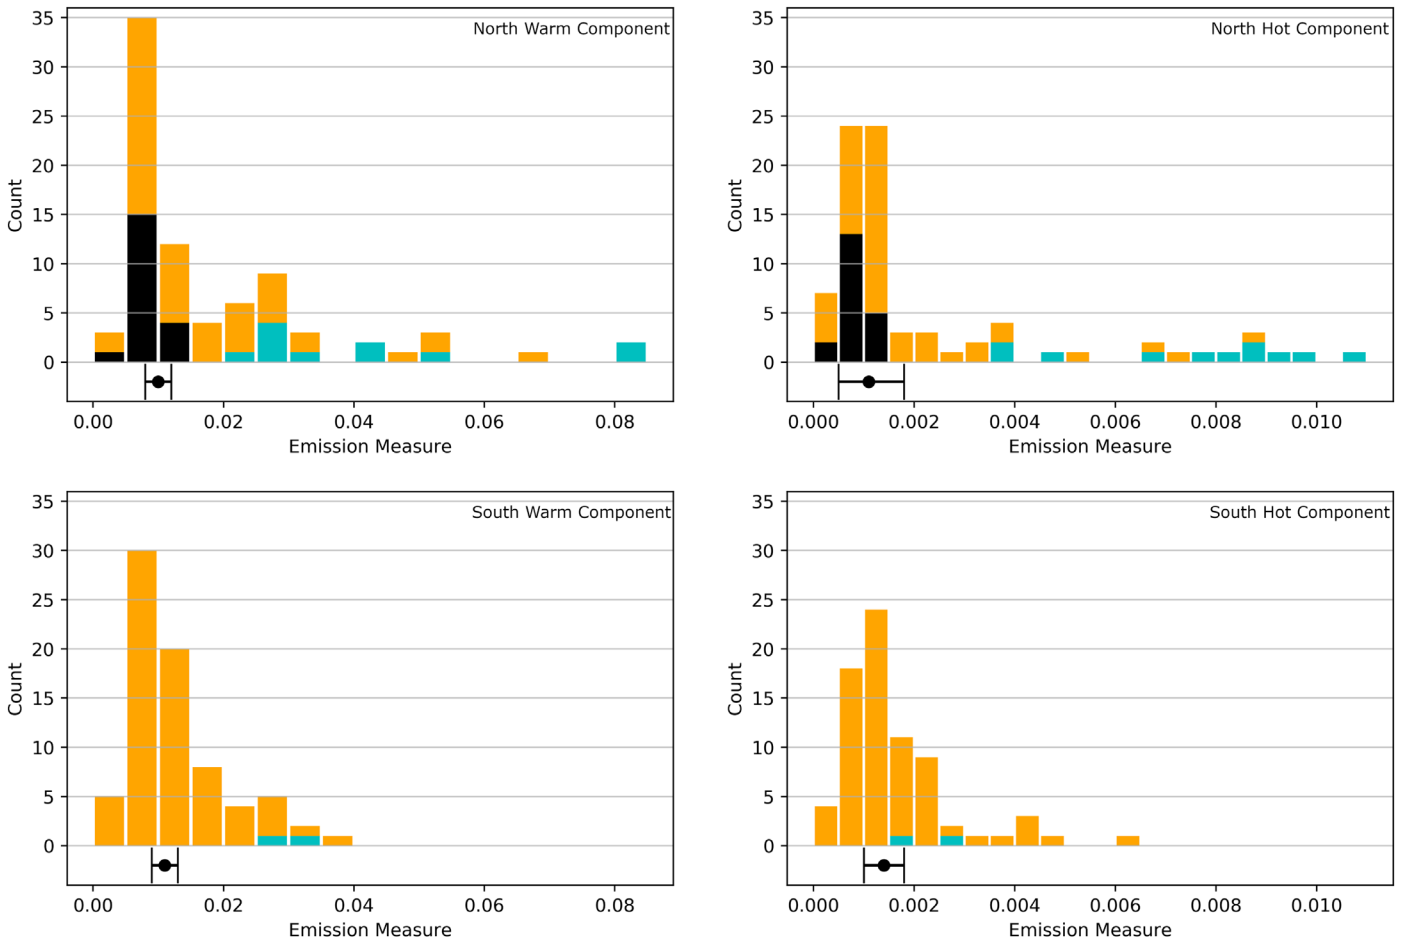 North Warm Component
35
30
25
20
15
10
5
0
Count
0.00 0.02 0.04 0.06 0.08
Emission Measure
North Hot Component
35
30
25
20
15
10
5
0
Count
0.000 0.002 0.004 0.006 0.008 0.010
Emission Measure
South Warm Component
35
30
25
20
15
10
5
0
Count
0.00 0.02 0.04 0.06 0.08
Emission Measure
South Hot Component
35
30
25
20
15
10
5
0
Count
0.000 0.002 0.004 0.006 0.008 0.010
Emission Measure